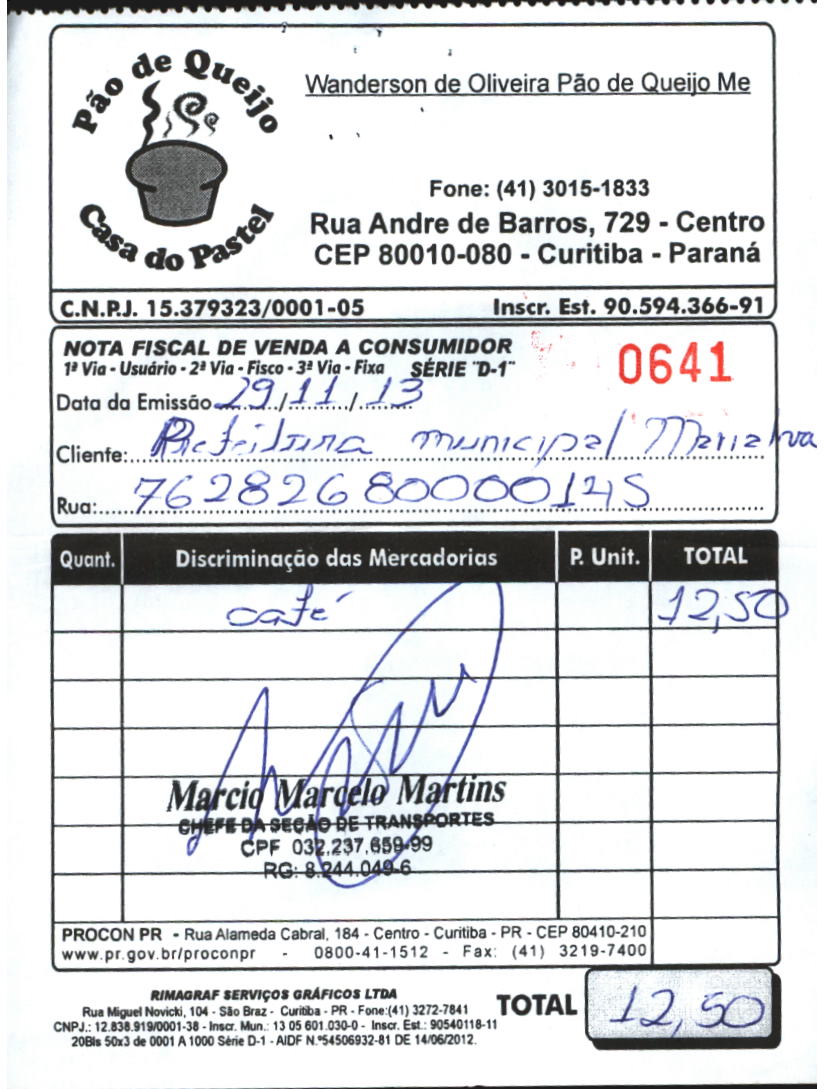 Pão de Queijo
Casa do Pastel
Wanderson de Oliveira Pão de Queijo Me
Fone: (41) 3015-1833
Rua Andre de Barros, 729 - Centro
CEP 80010-080 - Curitiba - Paraná
C.N.P.J. 15.379323/0001-05 Inscr. Est. 90.594.366-91
NOTA FISCAL DE VENDA A CONSUMIDOR
1ª Via - Usuário - 2ª Via - Fisco - 3ª Via - Fixa SÉRIE "D-1"
0641
Data da Emissão 29/11/13
Cliente: Prefeitura municipal Marialva
Rua: 76282680000145
Quant. Discriminação das Mercadorias P. Unit. TOTAL
café 12,50
Marcio Marcelo Martins
CHEFE DA SEÇÃO DE TRANSPORTES
CPF 032.237.659-99
RG: 8.244.049-6
PROCON PR - Rua Alameda Cabral, 184 - Centro - Curitiba - PR - CEP 80410-210
www.pr.gov.br/proconpr - 0800-41-1512 - Fax: (41) 3219-7400
RIMAGRAF SERVIÇOS GRÁFICOS LTDA
Rua Miguel Novicki, 104 - São Braz - Curitiba - PR - Fone:(41) 3272-7841
CNPJ.: 12.838.919/0001-38 - Inscr. Mun.: 13 05 601.030-0 - Inscr. Est.: 90540118-11
20Bls 50x3 de 0001 A 1000 Série D-1 - AIDF N.º54506932-81 DE 14/06/2012.
TOTAL 12,50